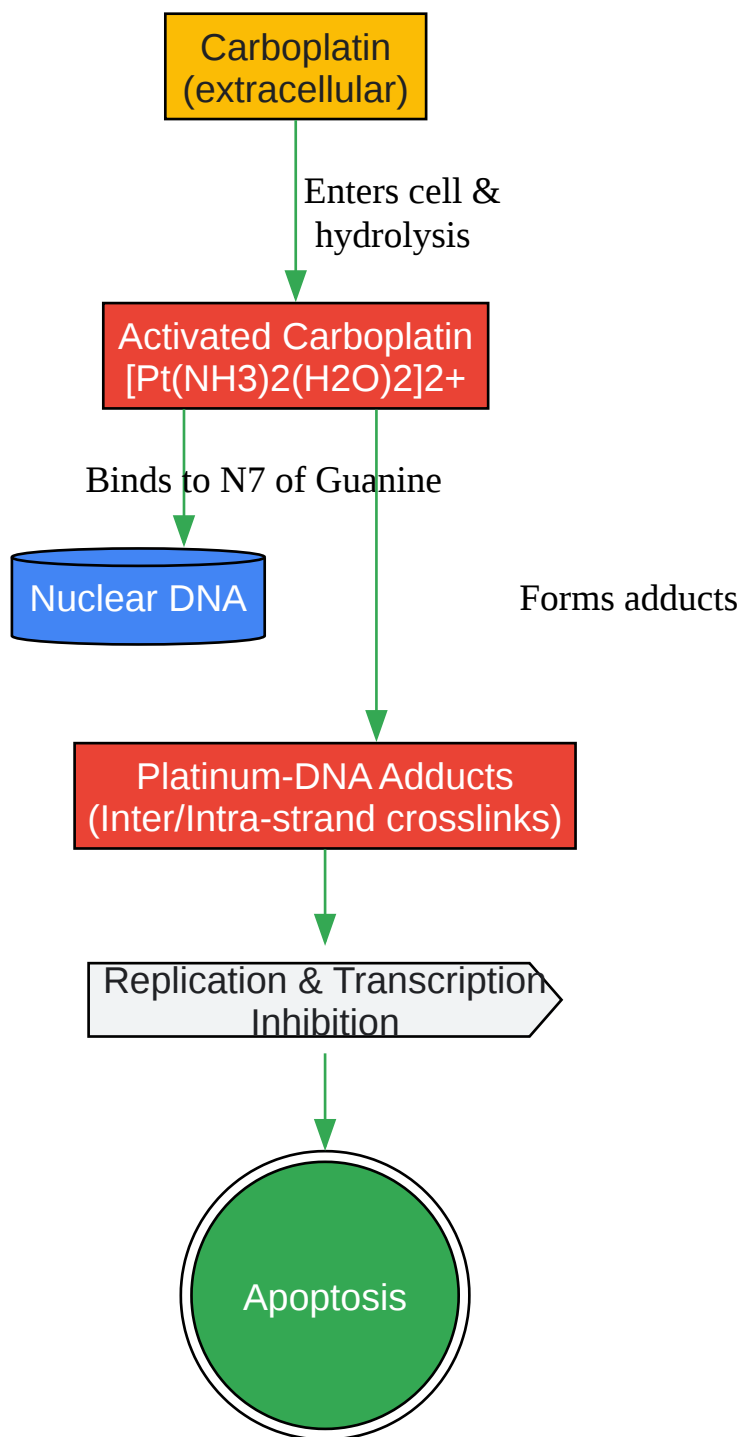 Carboplatin
(extracellular)
Enters cell &
hydrolysis
Activated Carboplatin
[Pt(NH3)2(H2O)2]2+
Binds to N7 of Guanine
Nuclear DNA
Forms adducts
Platinum-DNA Adducts
(Inter/Intra-strand crosslinks)
Replication & Transcription
Inhibition
Apoptosis